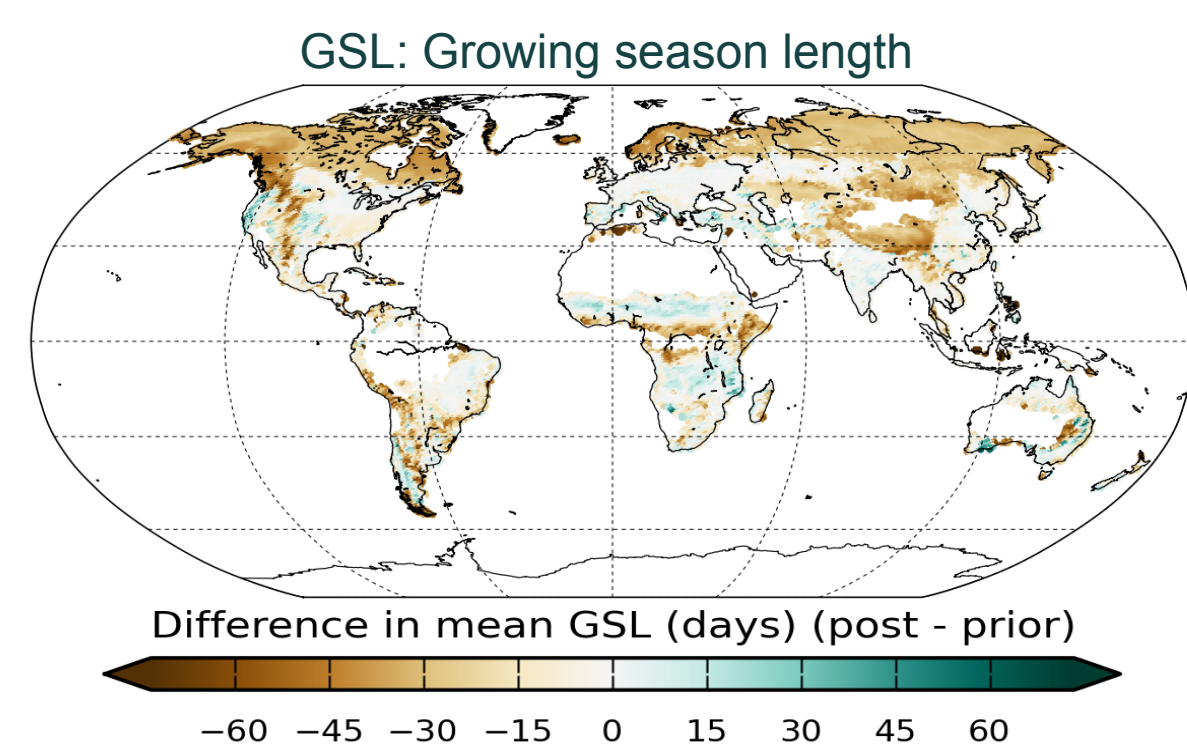 GSL: Growing season length
Difference in mean GSL (days) (post - prior)
−60 −45 −30 −15 0 15 30 45 60